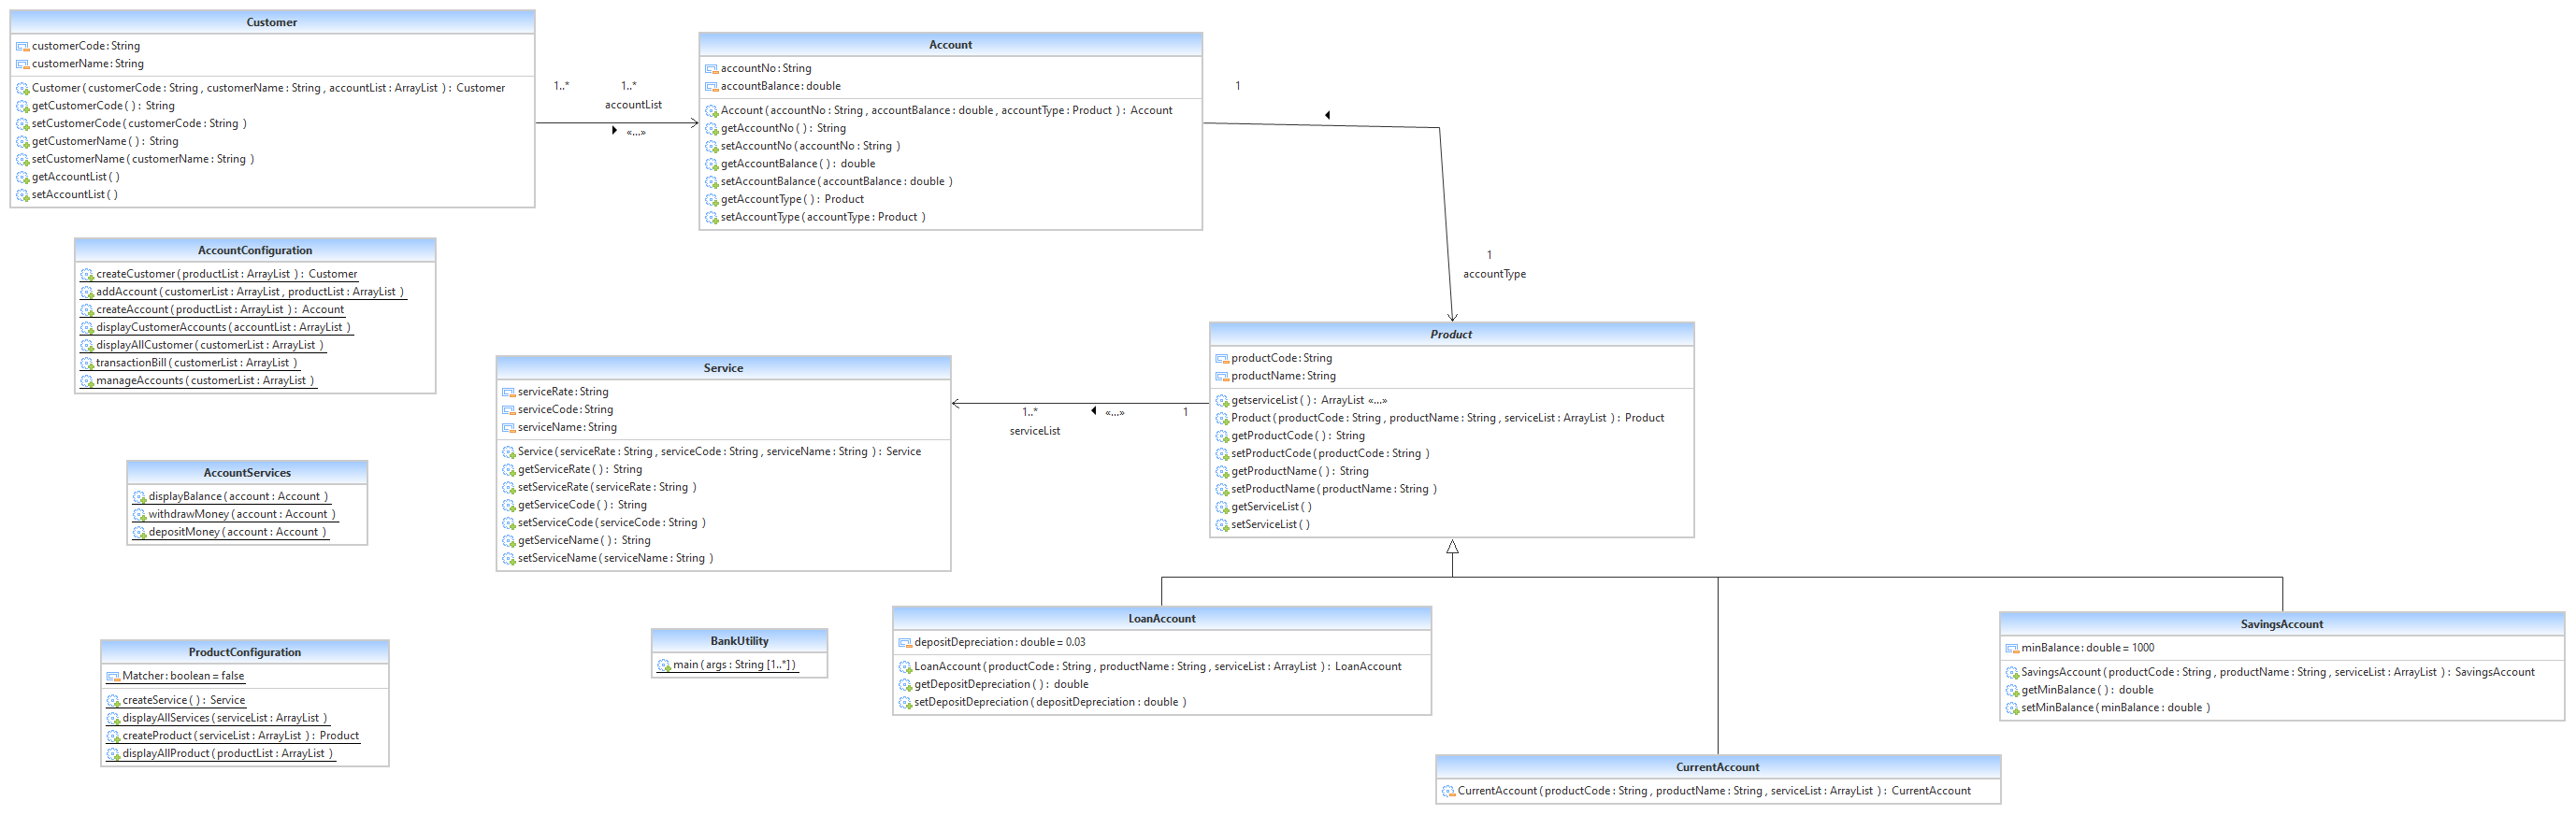 Customer
customerCode : String
customerName : String
Customer ( customerCode : String , customerName : String , accountList : ArrayList ) : Customer
getCustomerCode ( ) : String
setCustomerCode ( customerCode : String )
getCustomerName ( ) : String
setCustomerName ( customerName : String )
getAccountList ( )
setAccountList ( )
1..*
1..*
accountList
«...»
Account
accountNo : String
accountBalance : double
Account ( accountNo : String , accountBalance : double , accountType : Product ) : Account
getAccountNo ( ) : String
setAccountNo ( accountNo : String )
getAccountBalance ( ) : double
setAccountBalance ( accountBalance : double )
getAccountType ( ) : Product
setAccountType ( accountType : Product )
1
1
accountType
AccountConfiguration
createCustomer ( productList : ArrayList ) : Customer
addAccount ( customerList : ArrayList , productList : ArrayList )
createAccount ( productList : ArrayList ) : Account
displayCustomerAccounts ( accountList : ArrayList )
displayAllCustomer ( customerList : ArrayList )
transactionBill ( customerList : ArrayList )
manageAccounts ( customerList : ArrayList )
Product
productCode : String
productName : String
getserviceList ( ) : ArrayList «...»
Product ( productCode : String , productName : String , serviceList : ArrayList ) : Product
getProductCode ( ) : String
setProductCode ( productCode : String )
getProductName ( ) : String
setProductName ( productName : String )
getServiceList ( )
setServiceList ( )
Service
serviceRate : String
serviceCode : String
serviceName : String
Service ( serviceRate : String , serviceCode : String , serviceName : String ) : Service
getServiceRate ( ) : String
setServiceRate ( serviceRate : String )
getServiceCode ( ) : String
setServiceCode ( serviceCode : String )
getServiceName ( ) : String
setServiceName ( serviceName : String )
1..*
«...»
1
serviceList
AccountServices
displayBalance ( account : Account )
withdrawMoney ( account : Account )
depositMoney ( account : Account )
ProductConfiguration
Matcher : boolean = false
createService ( ) : Service
displayAllServices ( serviceList : ArrayList )
createProduct ( serviceList : ArrayList ) : Product
displayAllProduct ( productList : ArrayList )
BankUtility
main ( args : String [1..*] )
LoanAccount
depositDepreciation : double = 0.03
LoanAccount ( productCode : String , productName : String , serviceList : ArrayList ) : LoanAccount
getDepositDepreciation ( ) : double
setDepositDepreciation ( depositDepreciation : double )
SavingsAccount
minBalance : double = 1000
SavingsAccount ( productCode : String , productName : String , serviceList : ArrayList ) : SavingsAccount
getMinBalance ( ) : double
setMinBalance ( minBalance : double )
CurrentAccount
CurrentAccount ( productCode : String , productName : String , serviceList : ArrayList ) : CurrentAccount